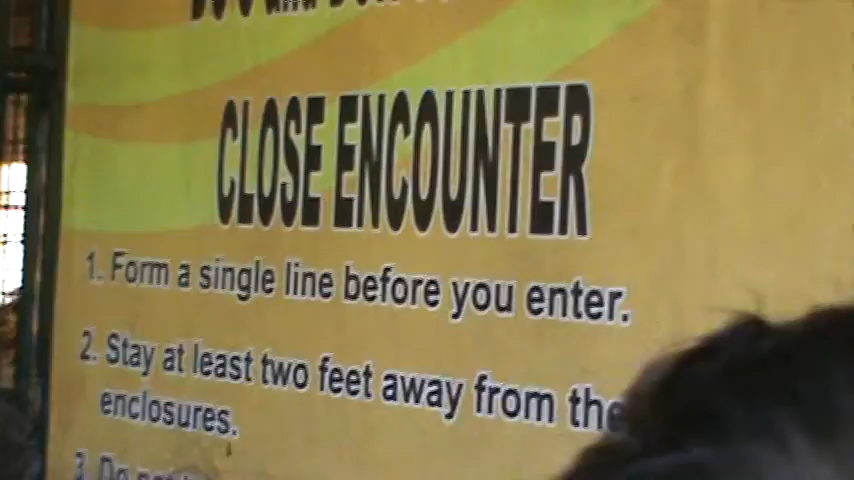 CLOSE ENCOUNTER
1. Form a single line before you enter.
2. Stay at least two feet away from the
enclosures.
3. Do not